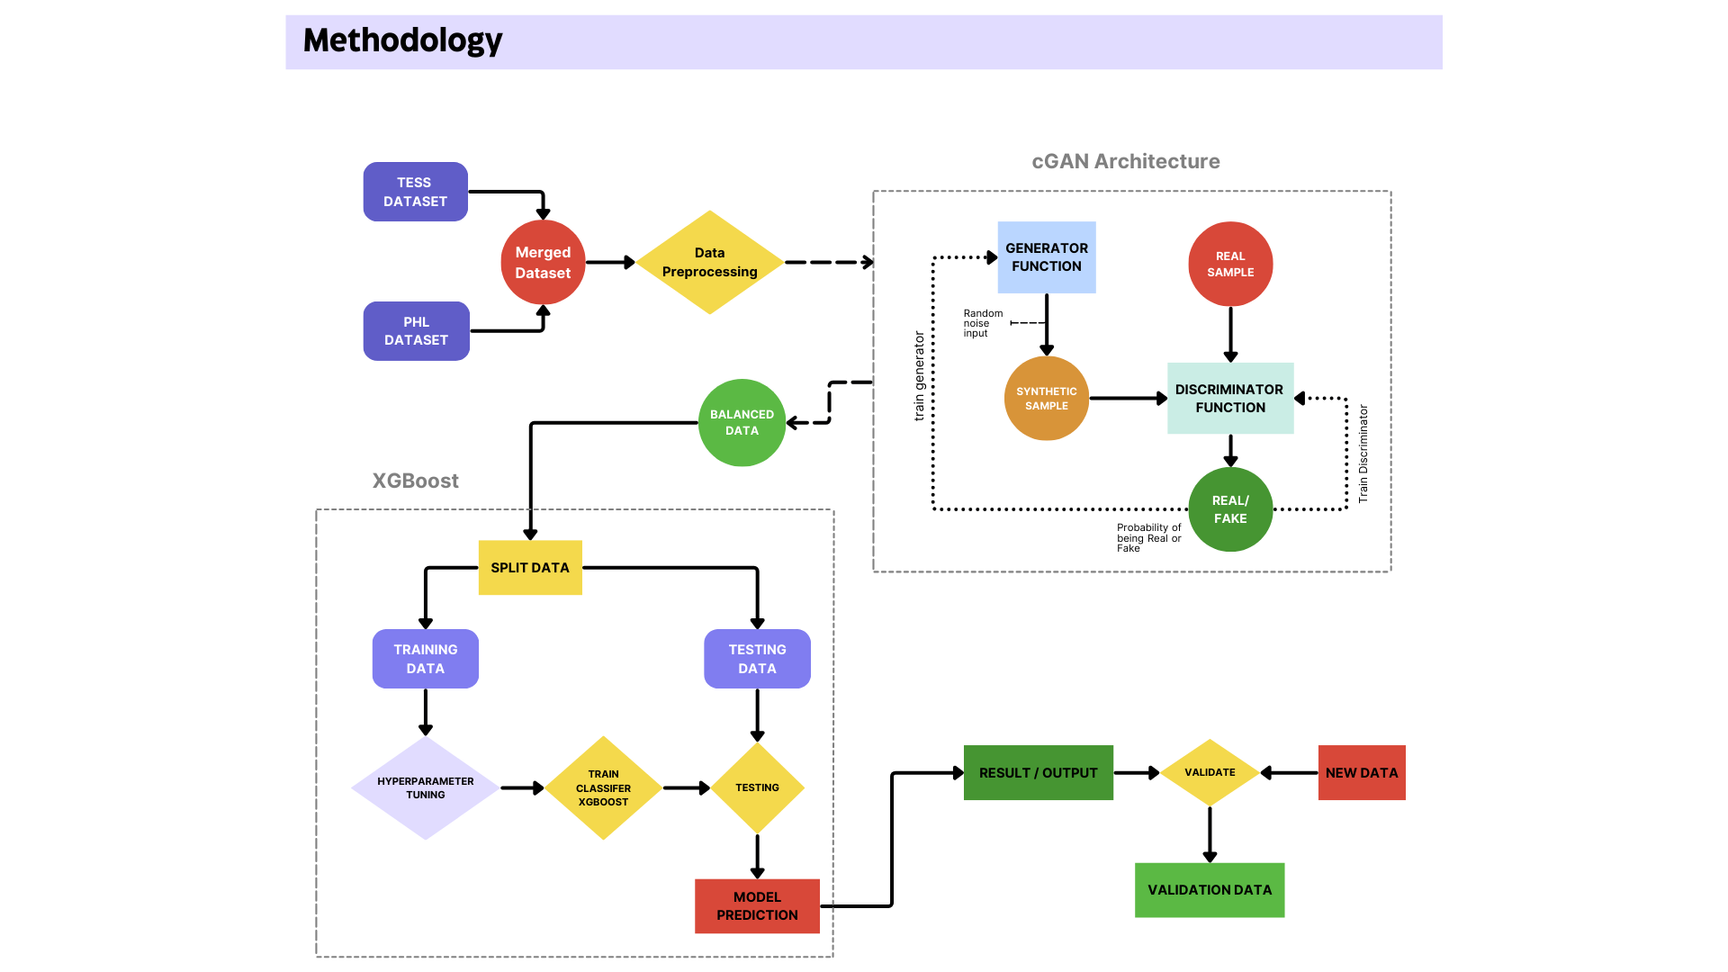 Methodology
TESS
DATASET
Merged
Dataset
PHL
DATASET
Data
Preprocessing
cGAN Architecture
GENERATOR
FUNCTION
REAL
SAMPLE
Random
noise
input
train generator
SYNTHETIC
SAMPLE
DISCRIMINATOR
FUNCTION
Train Discriminator
REAL/
FAKE
Probability of
being Real or
Fake
BALANCED
DATA
XGBoost
SPLIT DATA
TRAINING
DATA
TESTING
DATA
HYPERPARAMETER
TUNING
TRAIN
CLASSIFER
XGBOOST
TESTING
MODEL
PREDICTION
RESULT / OUTPUT
VALIDATE
NEW DATA
VALIDATION DATA